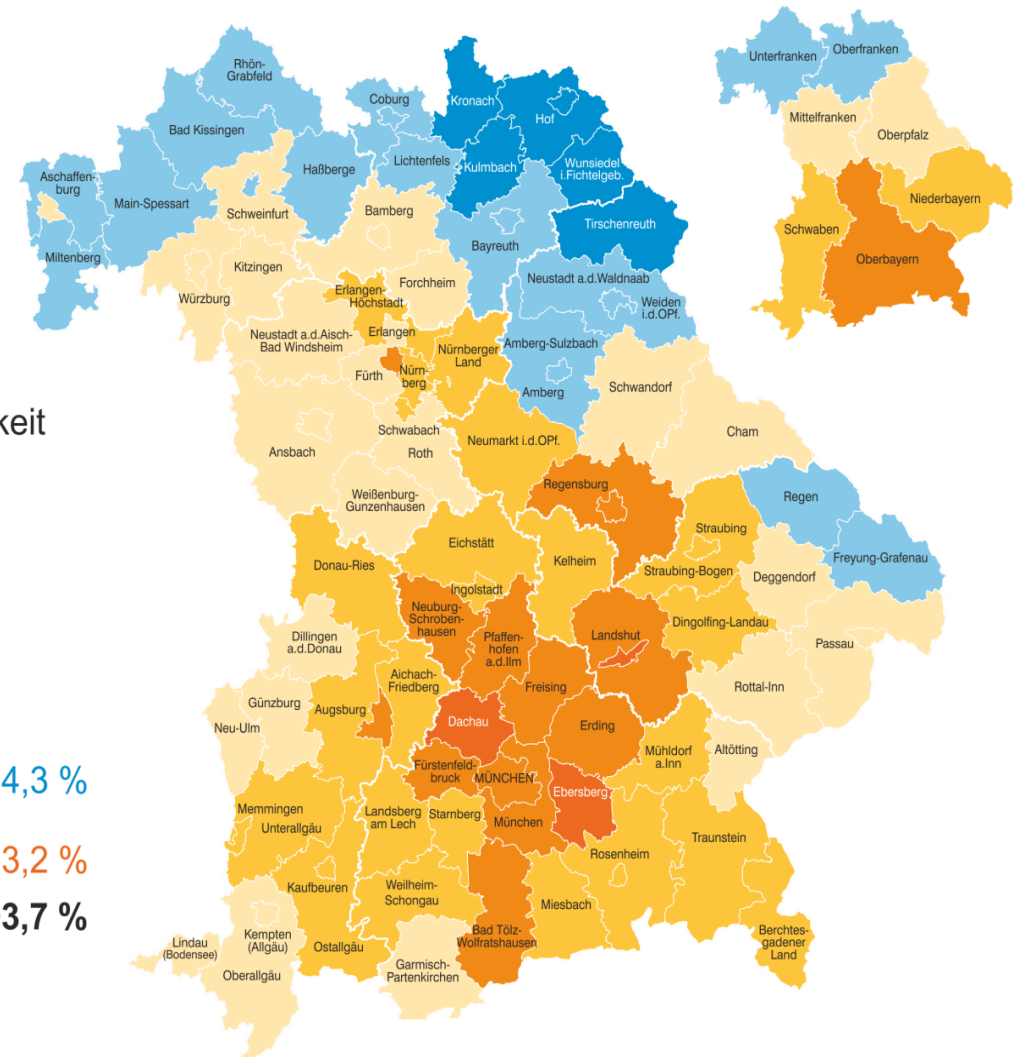 Rhön-
Grabfeld
Bad Kissingen
Aschaffen-
burg
Main-Spessart
Miltenberg
Schweinfurt
Haßberge
Coburg
Lichtenfels
Kronach
Hof
Kulmbach
Wunsiedel
i.Fichtelgeb.
Tirschenreuth
Bayreuth
Bamberg
Forchheim
Kitzingen
Würzburg
Neustadt a.d.Aisch-
Bad Windsheim
Erlangen-
Höchstadt
Erlangen
Fürth
Nürn-
berg
Nürnberger
Land
Schwabach
Roth
Ansbach
Weißenburg-
Gunzenhausen
Neustadt a.d.Waldnaab
Weiden
i.d.OPf.
Amberg-Sulzbach
Amberg
Schwandorf
Cham
Neumarkt i.d.OPf.
Regensburg
Regen
Freyung-Grafenau
Straubing
Straubing-Bogen
Deggendorf
Passau
Dingolfing-Landau
Rottal-Inn
Landshut
Kelheim
Eichstätt
Ingolstadt
Donau-Ries
Neuburg-
Schroben-
hausen
Pfaffen-
hofen
a.d.Ilm
Dillingen
a.d.Donau
Aichach-
Friedberg
Augsburg
Günzburg
Neu-Ulm
Freising
Dachau
Erding
Mühldorf
a.Inn
Altötting
Fürstenfeld-
bruck
MÜNCHEN
München
Ebersberg
Memmingen
Unterallgäu
Landsberg
am Lech
Starnberg
Rosenheim
Traunstein
Kaufbeuren
Weilheim-
Schongau
Miesbach
Berchtes-
gadener
Land
Bad Tölz-
Wolfratshausen
Lindau
(Bodensee)
Kempten
(Allgäu)
Oberallgäu
Ostallgäu
Garmisch-
Partenkirchen
Unterfranken
Oberfranken
Mittelfranken
Oberpfalz
Niederbayern
Schwaben
Oberbayern
keit
4,3 %
3,2 %
3,7 %